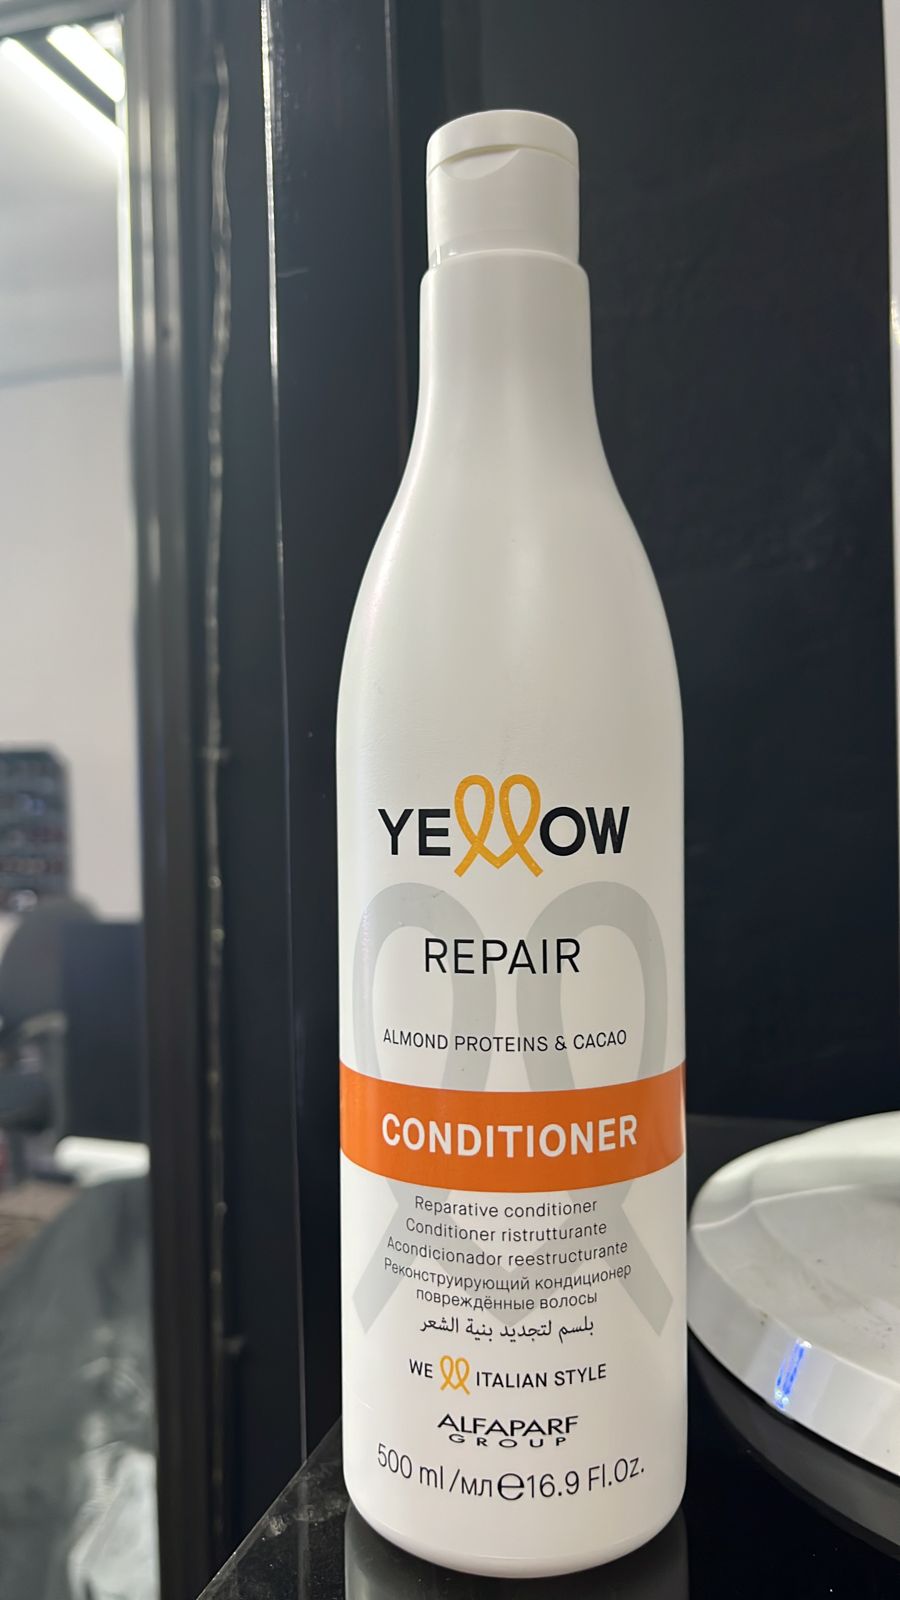 YELLOW
REPAIR
ALMOND PROTEINS & CACAO
CONDITIONER
Reparative conditioner
Conditioner ristrutturante
Acondicionador reestructurante
Реконструирующий кондиционер
повреждённые волосы
بلسم لتجديد بنية الشعر
WE ITALIAN STYLE
ALFAPARF
GROUP
500 ml /мл℮16.9 Fl.Oz.